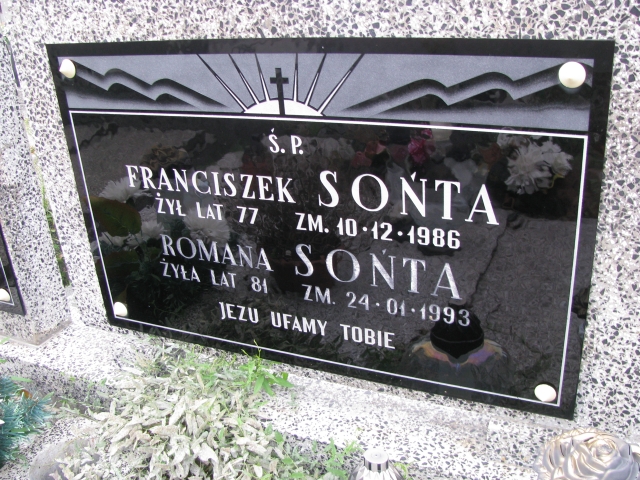 Ś. P.
FRANCISZEK SOŃTA
ŻYŁ LAT 77 ZM. 10·12·1986
ROMANA SOŃTA
ŻYŁA LAT 81 ZM. 24·01·1993
JEZU UFAMY TOBIE